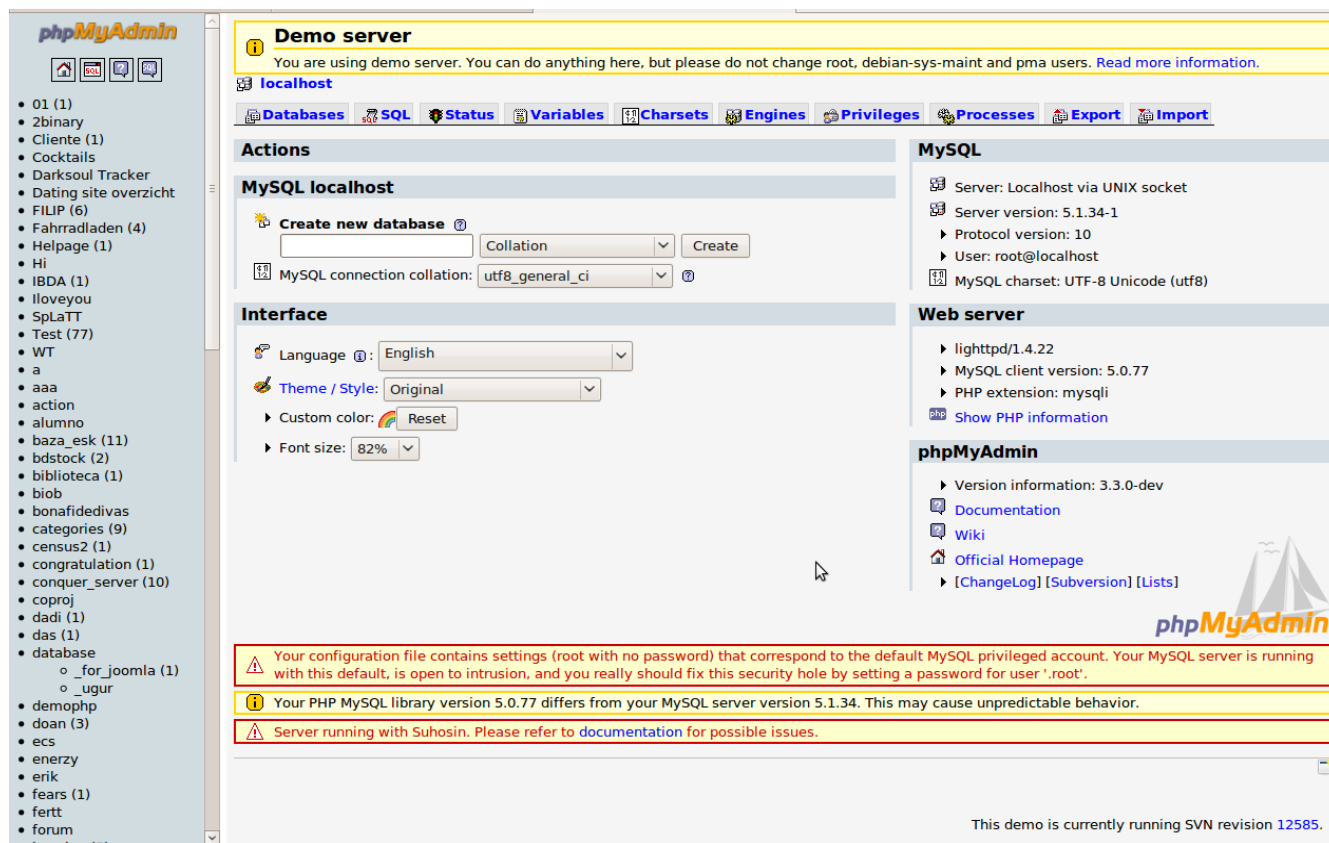 phpMyAdmin
SQL
01 (1)
2binary
Cliente (1)
Cocktails
Darksoul Tracker
Dating site overzicht
FILIP (6)
Fahrradladen (4)
Helpage (1)
Hi
IBDA (1)
Iloveyou
SpLaTT
Test (77)
WT
a
aaa
action
alumno
baza_esk (11)
bdstock (2)
biblioteca (1)
biob
bonafidedivas
categories (9)
census2 (1)
congratulation (1)
conquer_server (10)
coproj
dadi (1)
das (1)
database
_for_joomla (1)
_ugur
demophp
doan (3)
ecs
enerzy
erik
fears (1)
fertt
forum
Demo server
You are using demo server. You can do anything here, but please do not change root, debian-sys-maint and pma users. Read more information.
localhost
Databases SQL Status Variables Charsets Engines Privileges Processes Export Import
Actions
MySQL localhost
Create new database
Collation Create
MySQL connection collation: utf8_general_ci
Interface
Language : English
Theme / Style: Original
Custom color: Reset
Font size: 82%
MySQL
Server: Localhost via UNIX socket
Server version: 5.1.34-1
Protocol version: 10
User: root@localhost
MySQL charset: UTF-8 Unicode (utf8)
Web server
lighttpd/1.4.22
MySQL client version: 5.0.77
PHP extension: mysqli
php Show PHP information
phpMyAdmin
Version information: 3.3.0-dev
Documentation
Wiki
Official Homepage
[ChangeLog] [Subversion] [Lists]
phpMyAdmin
Your configuration file contains settings (root with no password) that correspond to the default MySQL privileged account. Your MySQL server is running
with this default, is open to intrusion, and you really should fix this security hole by setting a password for user '.root'.
Your PHP MySQL library version 5.0.77 differs from your MySQL server version 5.1.34. This may cause unpredictable behavior.
Server running with Suhosin. Please refer to documentation for possible issues.
This demo is currently running SVN revision 12585.